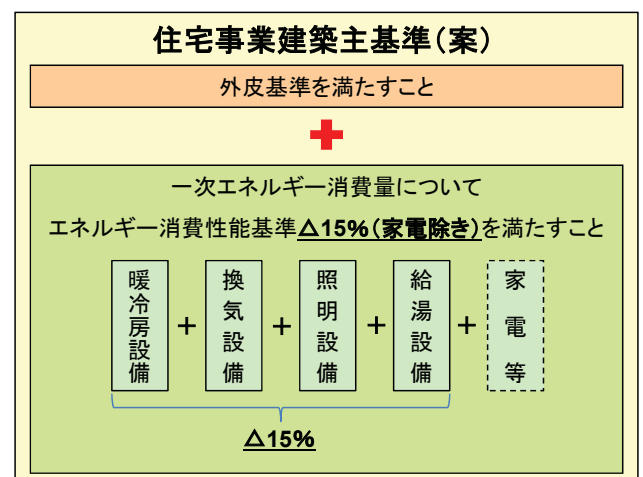 住宅事業建築主基準(案)
外皮基準を満たすこと
+
一次エネルギー消費量について
エネルギー消費性能基準△15%(家電除き)を満たすこと
暖冷房設備 + 換気設備 + 照明設備 + 給湯設備 + 家電等
△15%